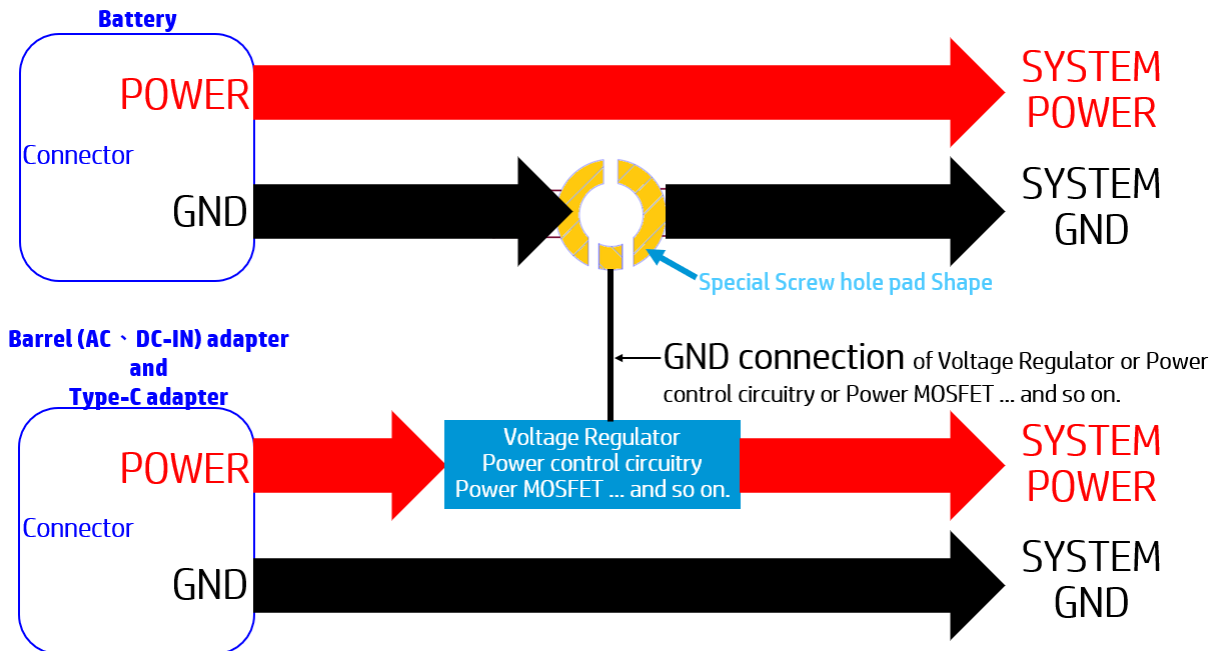 Battery
POWER
Connector
GND
SYSTEM
POWER
SYSTEM
GND
Special Screw hole pad Shape
Barrel (AC、DC-IN) adapter
and
Type-C adapter
GND connection of Voltage Regulator or Power
control circuitry or Power MOSFET ... and so on.
POWER
Connector
GND
Voltage Regulator
Power control circuitry
Power MOSFET ... and so on.
SYSTEM
POWER
SYSTEM
GND